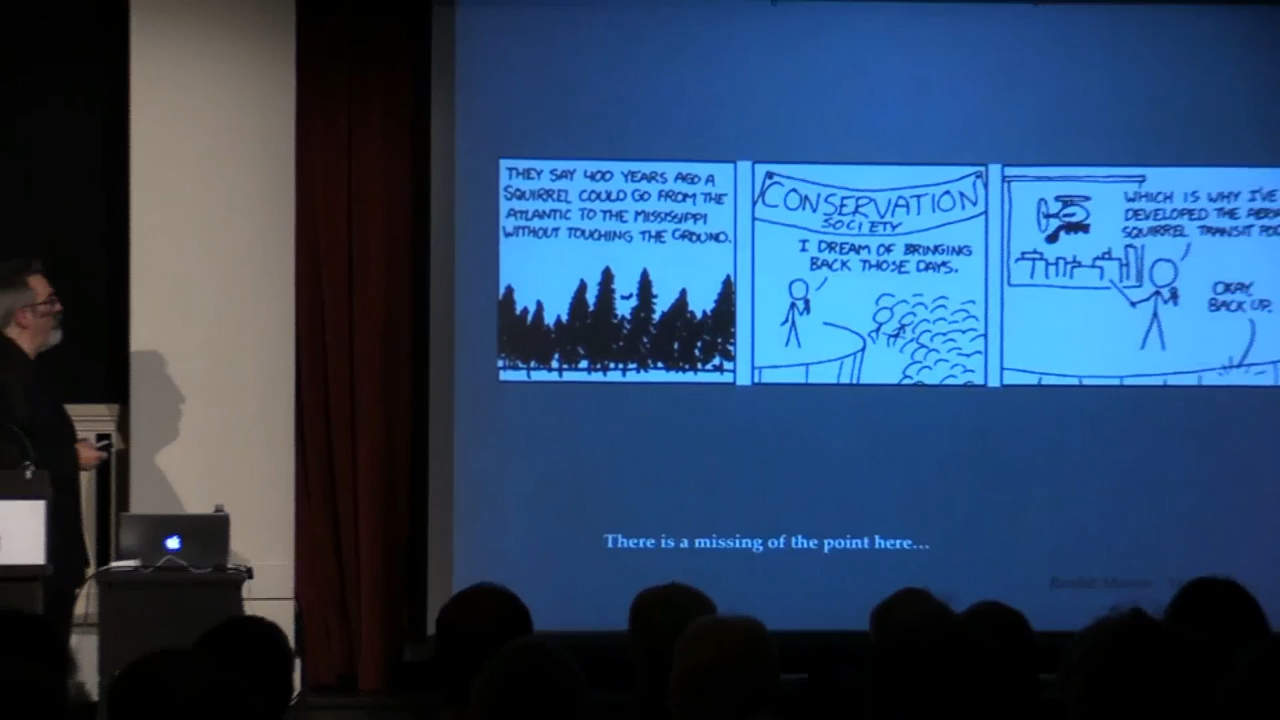 THEY SAY 400 YEARS AGO A
SQUIRREL COULD GO FROM THE
ATLANTIC TO THE MISSISSIPPI
WITHOUT TOUCHING THE GROUND.
CONSERVATION
SOCIETY
I DREAM OF BRINGING
BACK THOSE DAYS.
WHICH IS WHY I'VE
DEVELOPED THE
SQUIRREL TRANSIT
OKAY,
BACK UP.
There is a missing of the point here...